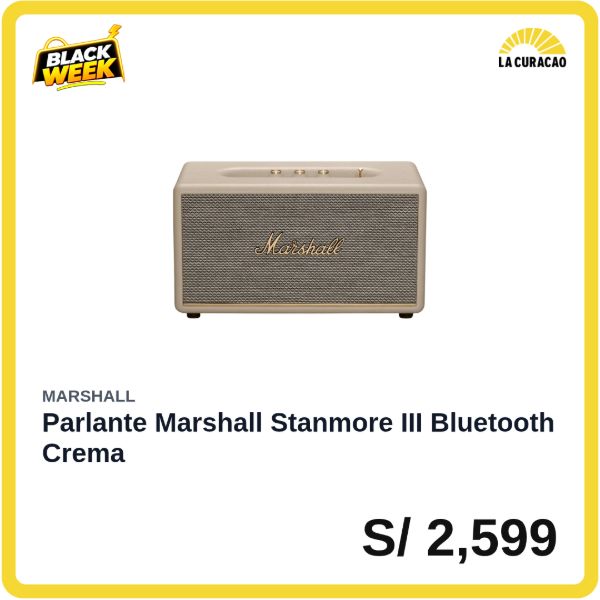 BLACK
WEEK
LA CURACAO
Marshall
MARSHALL
Parlante Marshall Stanmore III Bluetooth
Crema
S/ 2,599